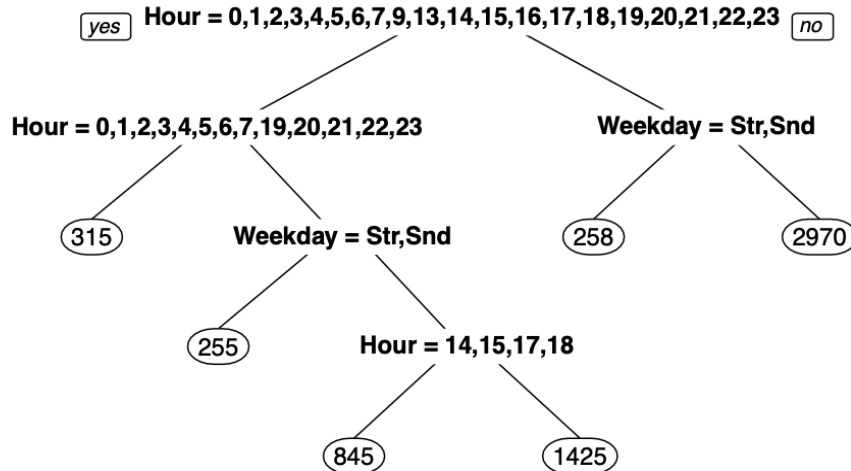 yes Hour = 0,1,2,3,4,5,6,7,9,13,14,15,16,17,18,19,20,21,22,23 no
Hour = 0,1,2,3,4,5,6,7,19,20,21,22,23 Weekday = Str,Snd
315 Weekday = Str,Snd 258 2970
255 Hour = 14,15,17,18
845 1425